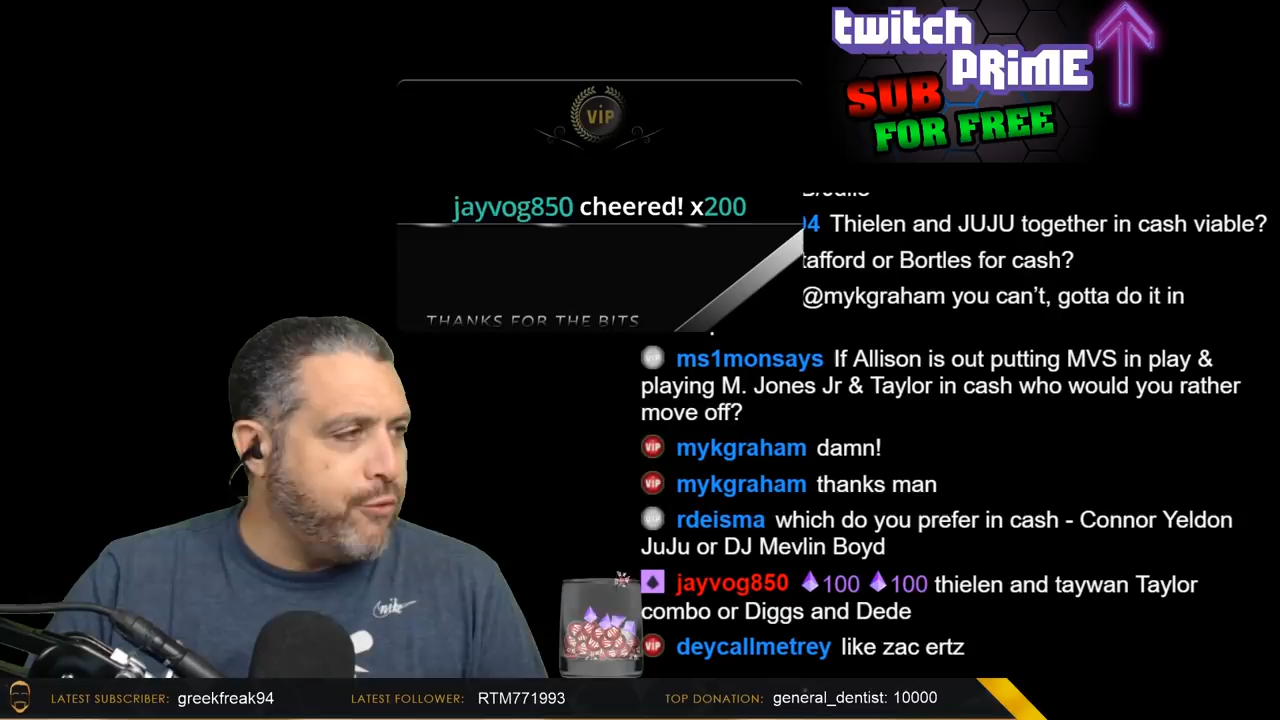 twitch
PRiME
SUB
FOR FREE
ViP
jayvog850 cheered! x200
THANKS FOR THE BITS
94 Thielen and JUJU together in cash viable?
tafford or Bortles for cash?
@mykgraham you can't, gotta do it in
ms1monsays If Allison is out putting MVS in play &
playing M. Jones Jr & Taylor in cash who would you rather
move off?
mykgraham damn!
mykgraham thanks man
rdeisma which do you prefer in cash - Connor Yeldon
JuJu or DJ Mevlin Boyd
jayvog850 100 100 thielen and taywan Taylor
combo or Diggs and Dede
deycallmetrey like zac ertz
LATEST SUBSCRIBER: greekfreak94 LATEST FOLLOWER: RTM771993 TOP DONATION: general_dentist: 10000